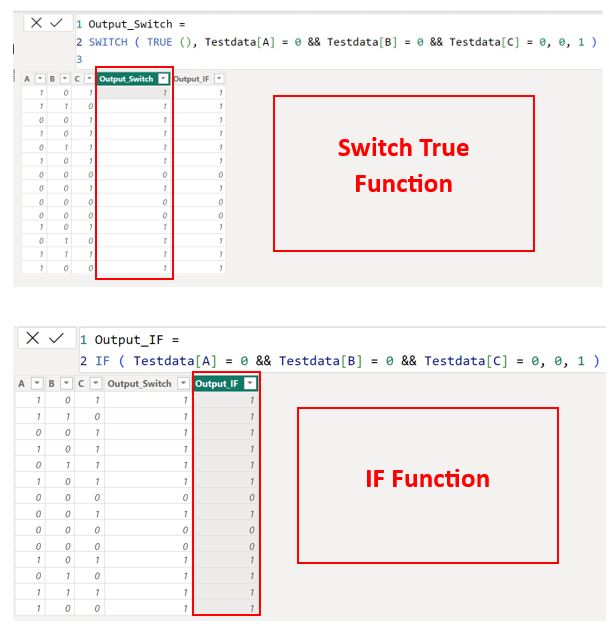 1 Output_Switch =
2 SWITCH ( TRUE (), Testdata[A] = 0 && Testdata[B] = 0 && Testdata[C] = 0, 0, 1 )
3
A B C Output_Switch Output_IF
1 0 1 1 1
1 1 0 1 1
0 0 1 1 1
1 0 1 1 1
0 1 1 1 1
1 0 1 1 1
0 0 0 0 0
0 0 0 0 0
0 0 0 0 0
0 0 0 0 0
1 0 1 1 1
0 1 0 1 1
1 1 1 1 1
1 0 0 1 1
Switch True
Function
1 Output_IF =
2 IF ( Testdata[A] = 0 && Testdata[B] = 0 && Testdata[C] = 0, 0, 1 )
A B C Output_Switch Output_IF
1 0 1 1 1
1 1 0 1 1
0 0 1 1 1
1 0 1 1 1
0 1 1 1 1
1 0 1 1 1
0 0 0 0 0
0 0 0
0 0 0 0 0
0 0 0 0 0
1 0 1 1 1
0 1 0 1 1
1 1 1 1 1
1 0 0 1 1
IF Function